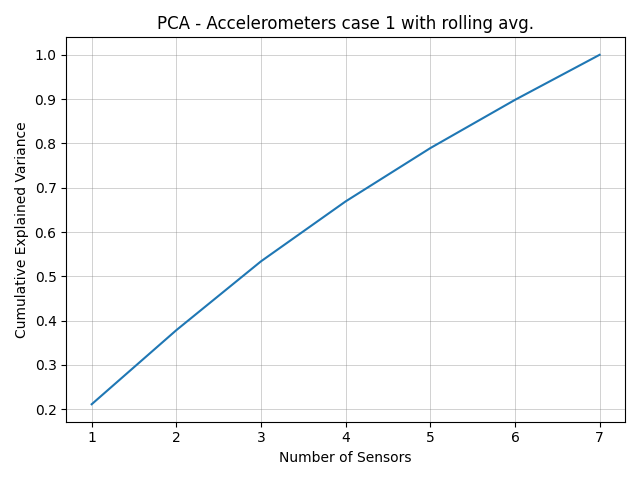 PCA - Accelerometers case 1 with rolling avg.
Cumulative Explained Variance
1.0
0.9
0.8
0.7
0.6
0.5
0.4
0.3
0.2
1 2 3 4 5 6 7
Number of Sensors